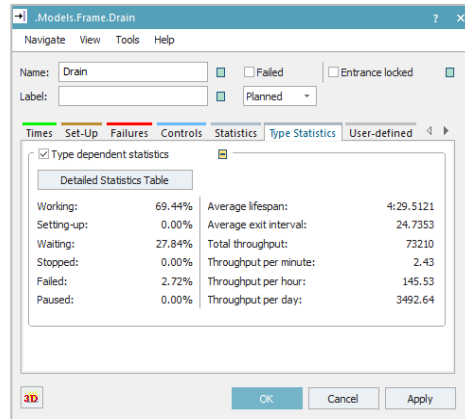 .Models.Frame.Drain ? ×
Navigate View Tools Help
Name: Drain Failed Entrance locked
Label: Planned
Times Set-Up Failures Controls Statistics Type Statistics User-defined
Type dependent statistics
Detailed Statistics Table
Working: 69.44% Average lifespan: 4:29.5121
Setting-up: 0.00% Average exit interval: 24.7353
Waiting: 27.84% Total throughput: 73210
Stopped: 0.00% Throughput per minute: 2.43
Failed: 2.72% Throughput per hour: 145.53
Paused: 0.00% Throughput per day: 3492.64
3D OK Cancel Apply